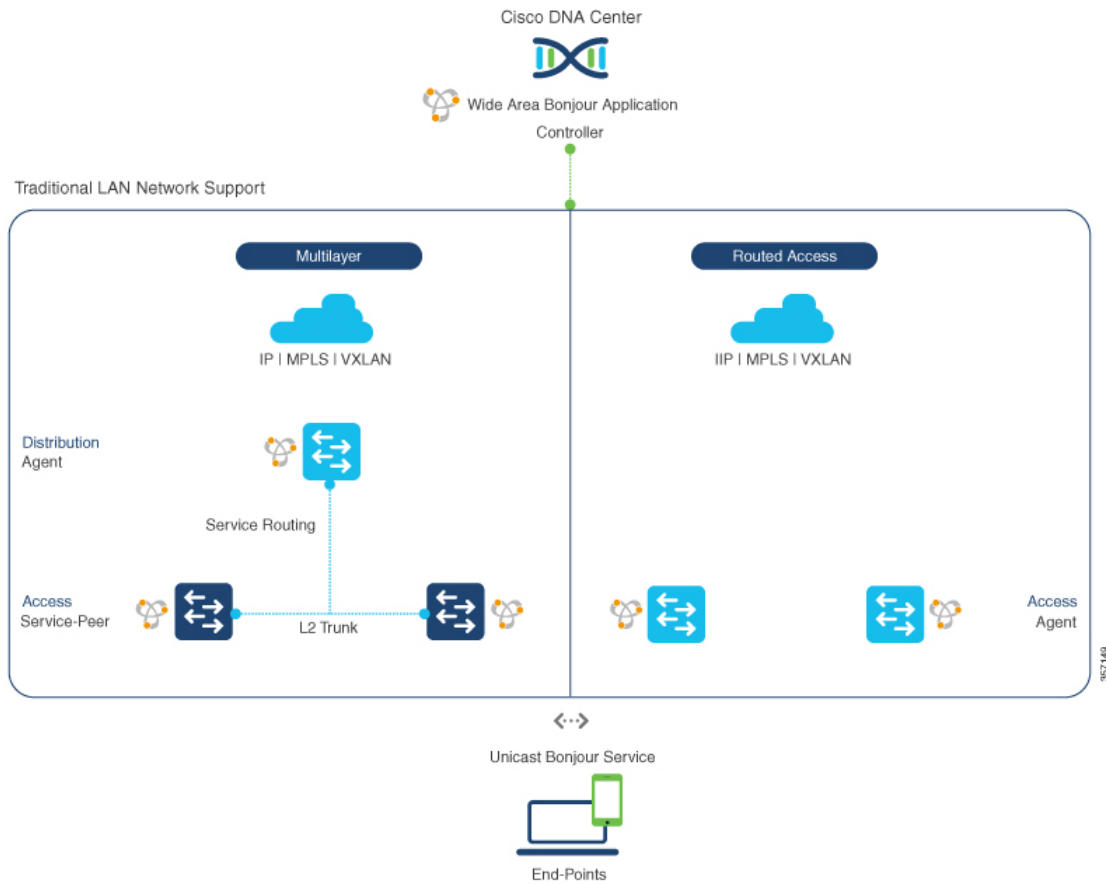 Cisco DNA Center
Wide Area Bonjour Application
Controller
Traditional LAN Network Support
Multilayer
Routed Access
IP | MPLS | VXLAN
IIP | MPLS | VXLAN
Distribution
Agent
Service Routing
Access
Service-Peer
L2 Trunk
Access
Agent
357149
Unicast Bonjour Service
End-Points